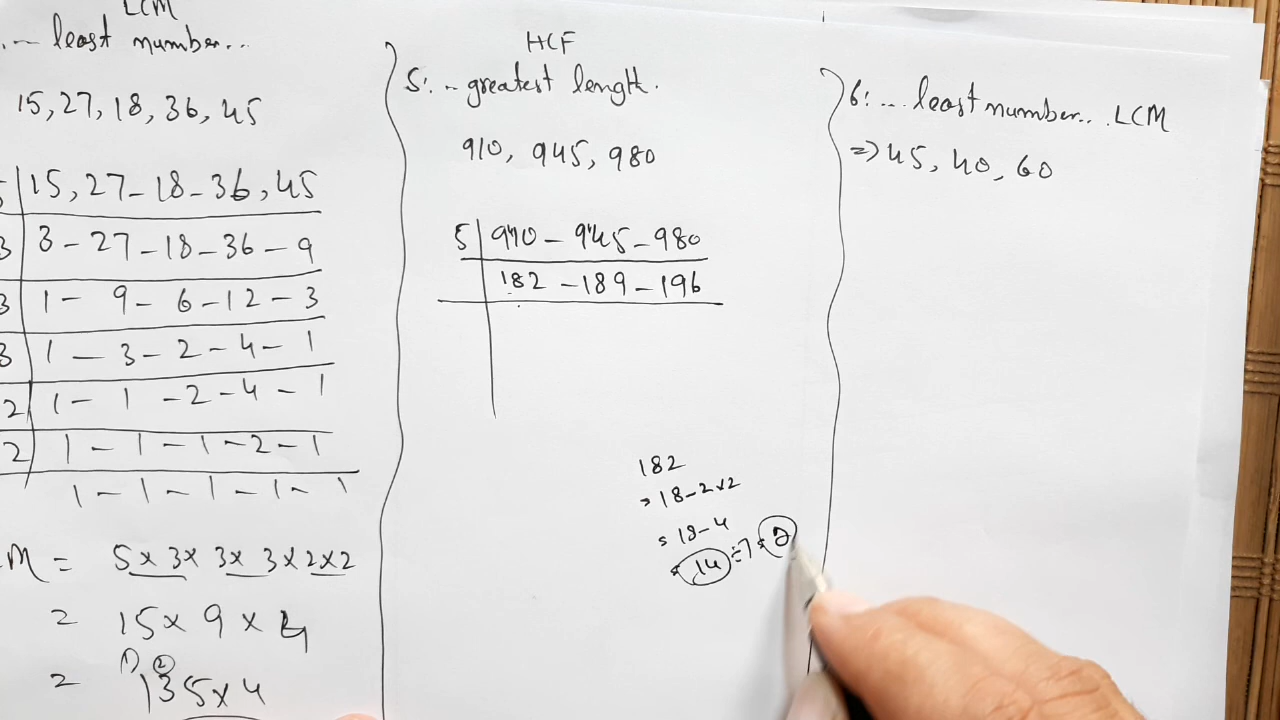 LCM
... least number...
15, 27, 18, 36, 45
15, 27 - 18 - 36, 45
3 3 - 27 - 18 - 36 - 9
3 1 - 9 - 6 - 12 - 3
3 1 - 3 - 2 - 4 - 1
2 1 - 1 - 2 - 4 - 1
2 1 - 1 - 1 - 2 - 1
1 - 1 - 1 - 1 - 1
M = 5 x 3 x 3 x 3 x 2 x 2
= 15 x 9 x 4
1) 2
= 135 x 4
HCF
5: .. greatest length.
910, 945, 980
5 910 - 945 - 980
182 - 189 - 196
182
= 18 - 2 x 2
= 18 - 4
= 14 ÷ 7 = 2
6: ... least number... LCM
=> 45, 40, 60